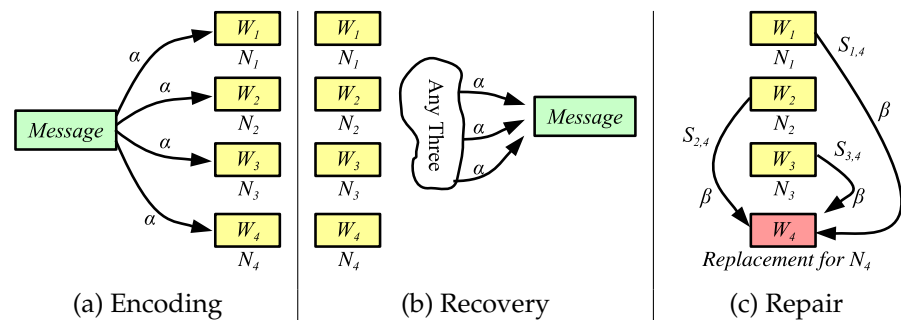 Message
α
α
α
α
W1
N1
W2
N2
W3
N3
W4
N4
(a) Encoding
W1
N1
W2
N2
W3
N3
W4
N4
Any Three
α
α
α
Message
(b) Recovery
W1
N1
W2
N2
W3
N3
W4
S1,4
S2,4
S3,4
β
β
β
Replacement for N4
(c) Repair